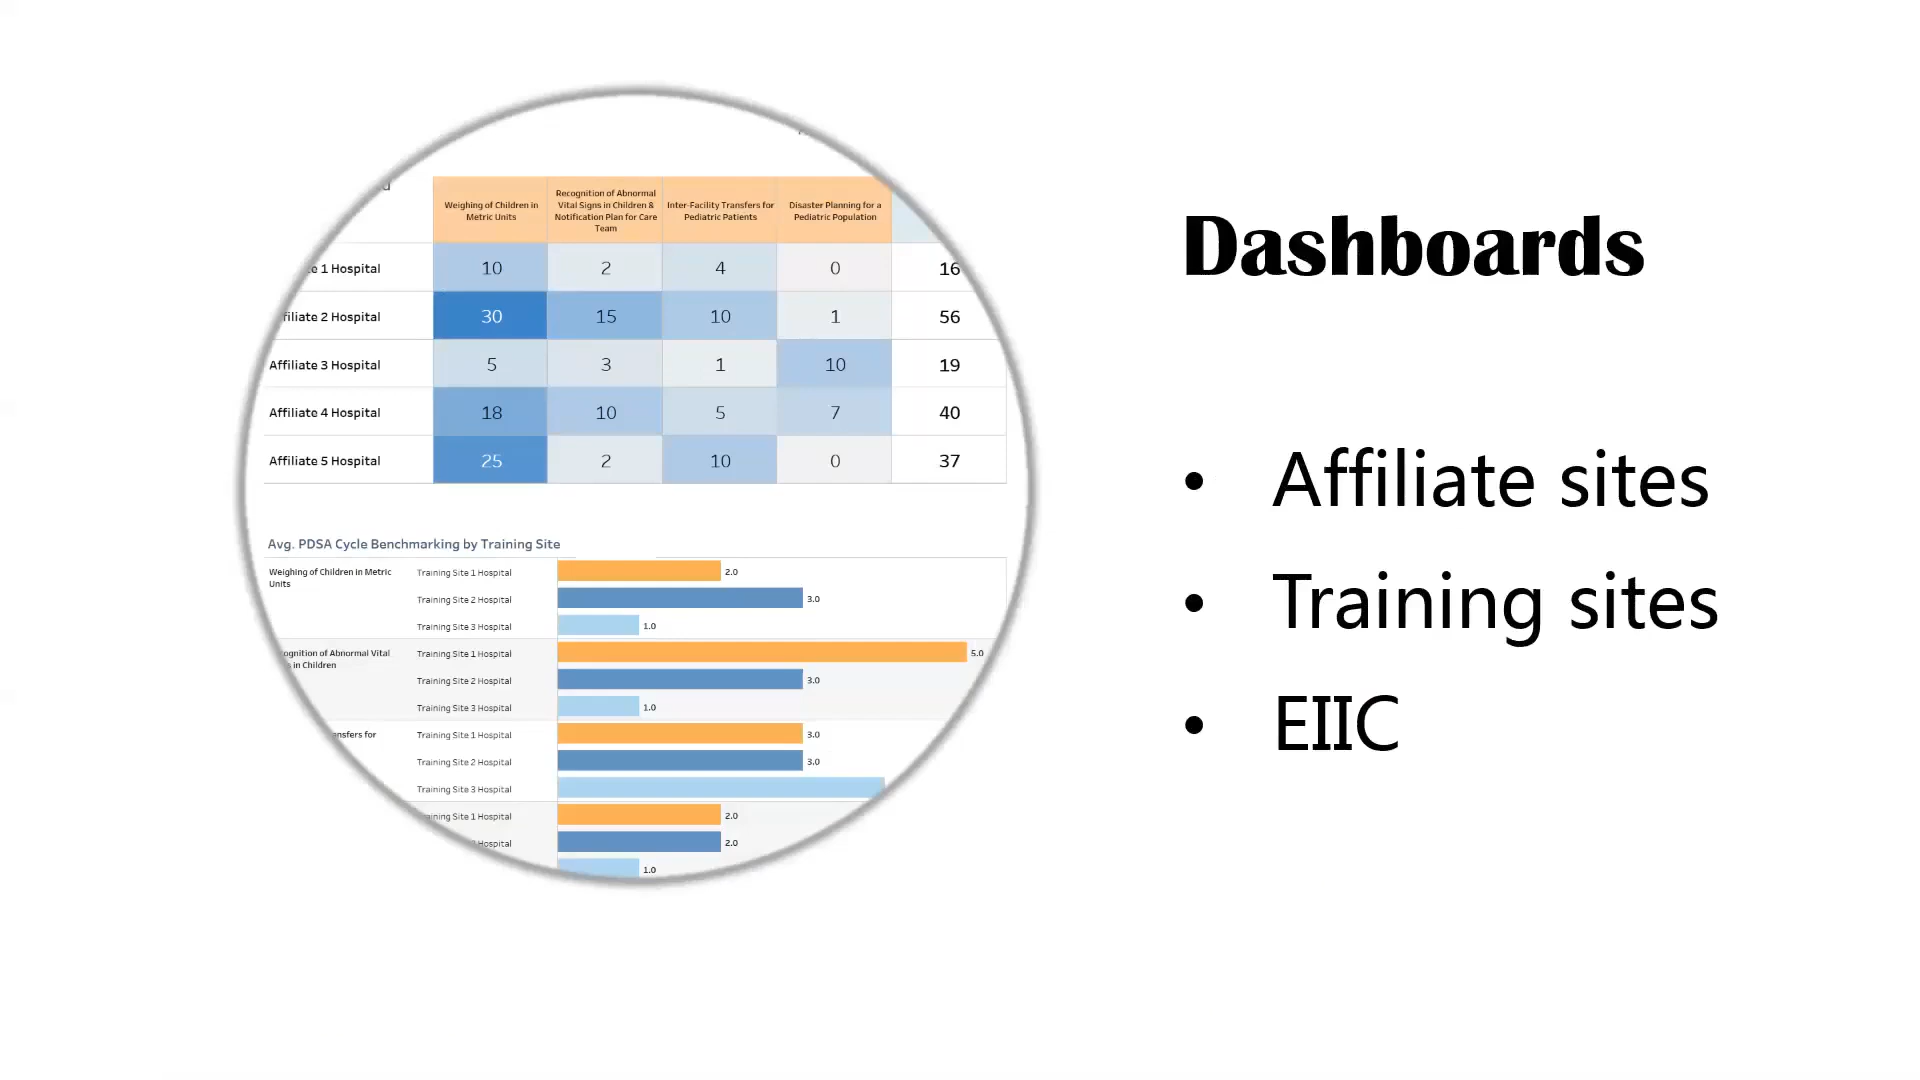 Weighing of Children in
Metric Units
Recognition of Abnormal
Vital Signs in Children &
Notification Plan for Care
Team
Inter-Facility Transfers for
Pediatric Patients
Disaster Planning for a
Pediatric Population
1 Hospital 10 2 4 0 16
2 Hospital 30 15 10 1 56
Affiliate 3 Hospital 5 3 1 10 19
Affiliate 4 Hospital 18 10 5 7 40
Affiliate 5 Hospital 25 2 10 0 37
Avg. PDSA Cycle Benchmarking by Training Site
Weighing of Children in Metric
Units
Training Site 1 Hospital 2.0
Training Site 2 Hospital 3.0
Training Site 3 Hospital 1.0
of Abnormal Vital
in Children
Training Site 1 Hospital 5.0
Training Site 2 Hospital 3.0
Training Site 3 Hospital 1.0
for
Training Site 1 Hospital 3.0
Training Site 2 Hospital 3.0
Training Site 3 Hospital
Site 1 Hospital 2.0
Hospital 2.0
1.0
Dashboards
• Affiliate sites
• Training sites
• EIIC